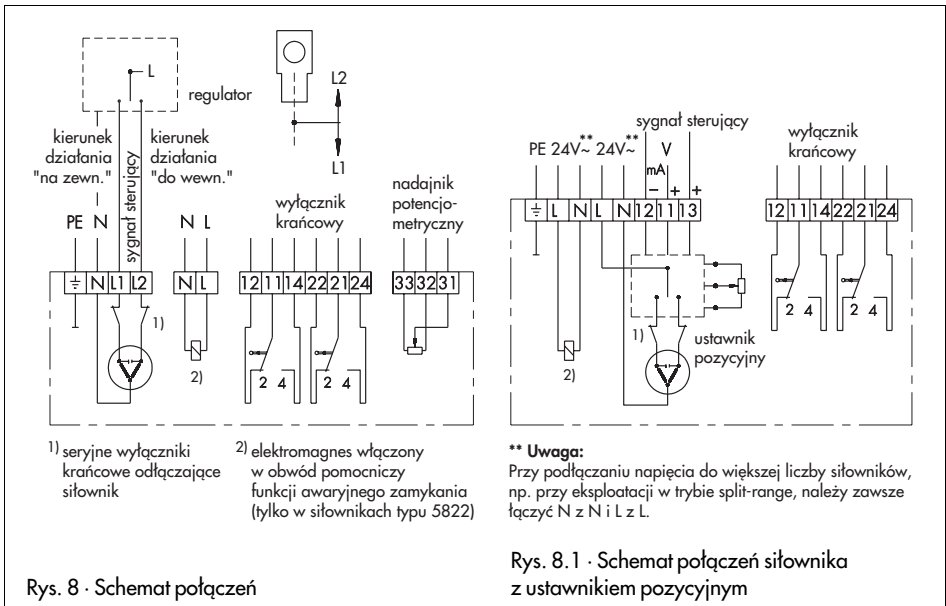 L
regulator
L2
L1
kierunek
działania
"na zewn."
kierunek
działania
"do wewn."
sygnał sterujący
PE N
N L
wyłącznik
krańcowy
nadajnik
potencjo-
metryczny
N L1 L2
N L
12 11 14 22 21 24
33 32 31
1)
2)
2 4
2 4
1) seryjne wyłączniki
krańcowe odłączające
siłownik
2) elektromagnes włączony
w obwód pomocniczy
funkcji awaryjnego zamykania
(tylko w siłownikach typu 5822)
Rys. 8 · Schemat połączeń
sygnał sterujący
PE 24V~** 24V~**
V
mA
− + +
wyłącznik
krańcowy
L N L N 12 11 13
12 11 14 22 21 24
2 4
2 4
1)
2)
ustawnik
pozycyjny
** Uwaga:
Przy podłączaniu napięcia do większej liczby siłowników,
np. przy eksploatacji w trybie split-range, należy zawsze
łączyć N z N i L z L.
Rys. 8.1 · Schemat połączeń siłownika
z ustawnikiem pozycyjnym